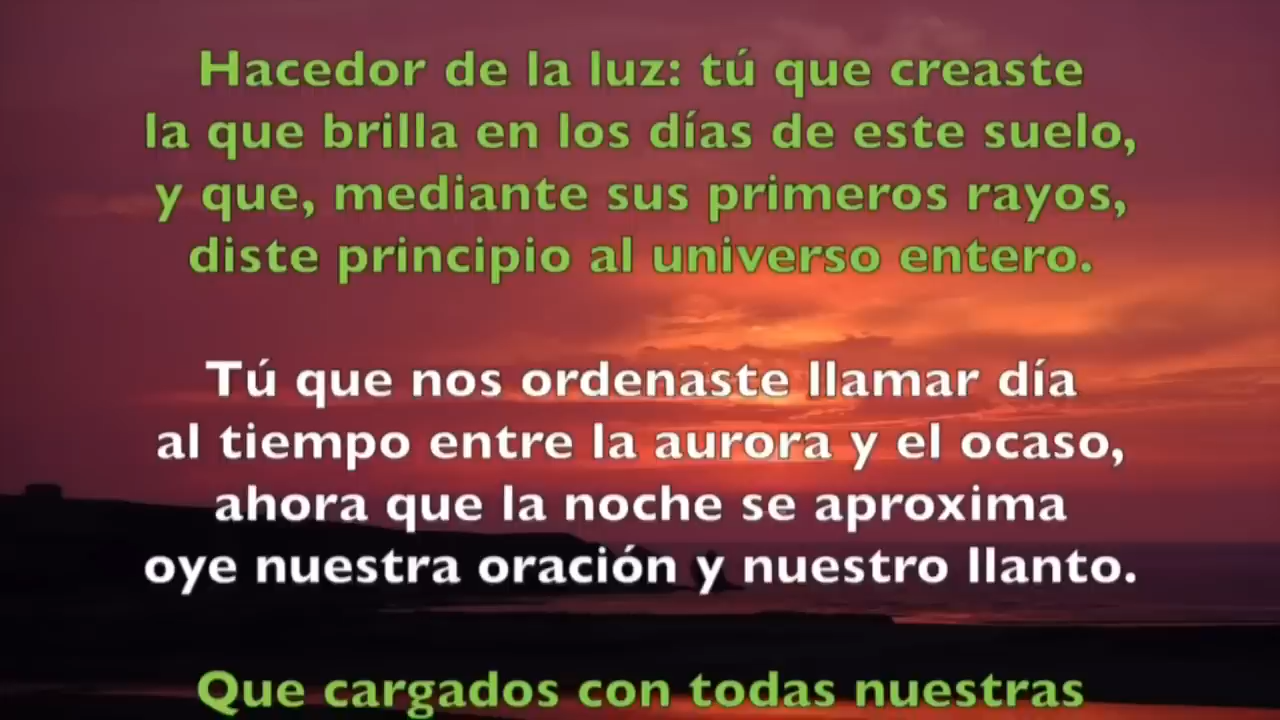 Hacedor de la luz: tú que creaste
la que brilla en los días de este suelo,
y que, mediante sus primeros rayos,
diste principio al universo entero.
Tú que nos ordenaste llamar día
al tiempo entre la aurora y el ocaso,
ahora que la noche se aproxima
oye nuestra oración y nuestro llanto.
Que cargados con todas nuestras